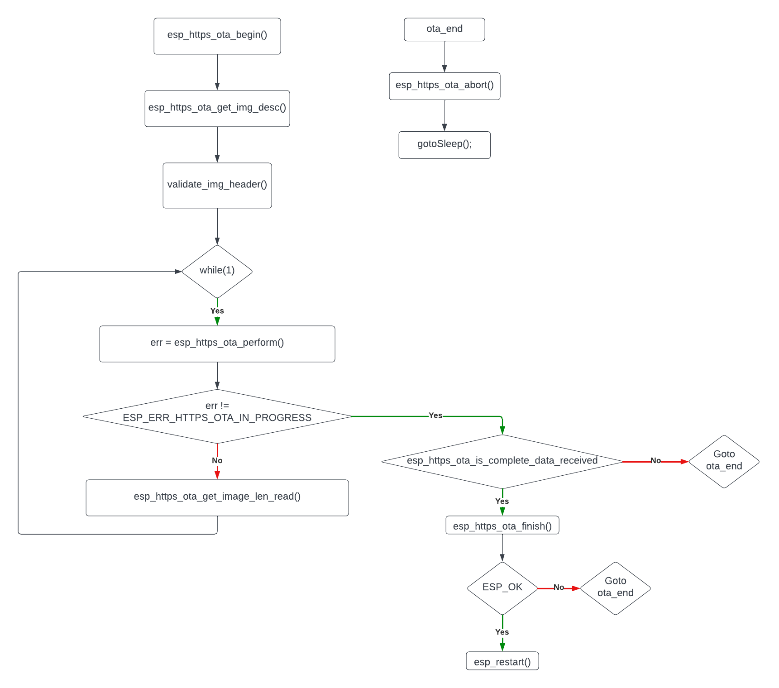 esp_https_ota_begin()
esp_https_ota_get_img_desc()
validate_img_header()
while(1)
Yes
err = esp_https_ota_perform()
err !=
ESP_ERR_HTTPS_OTA_IN_PROGRESS
No
esp_https_ota_get_image_len_read()
Yes
esp_https_ota_is_complete_data_received
No
Goto
ota_end
Yes
esp_https_ota_finish()
ESP_OK
No
Goto
ota_end
Yes
esp_restart()
ota_end
esp_https_ota_abort()
gotoSleep();